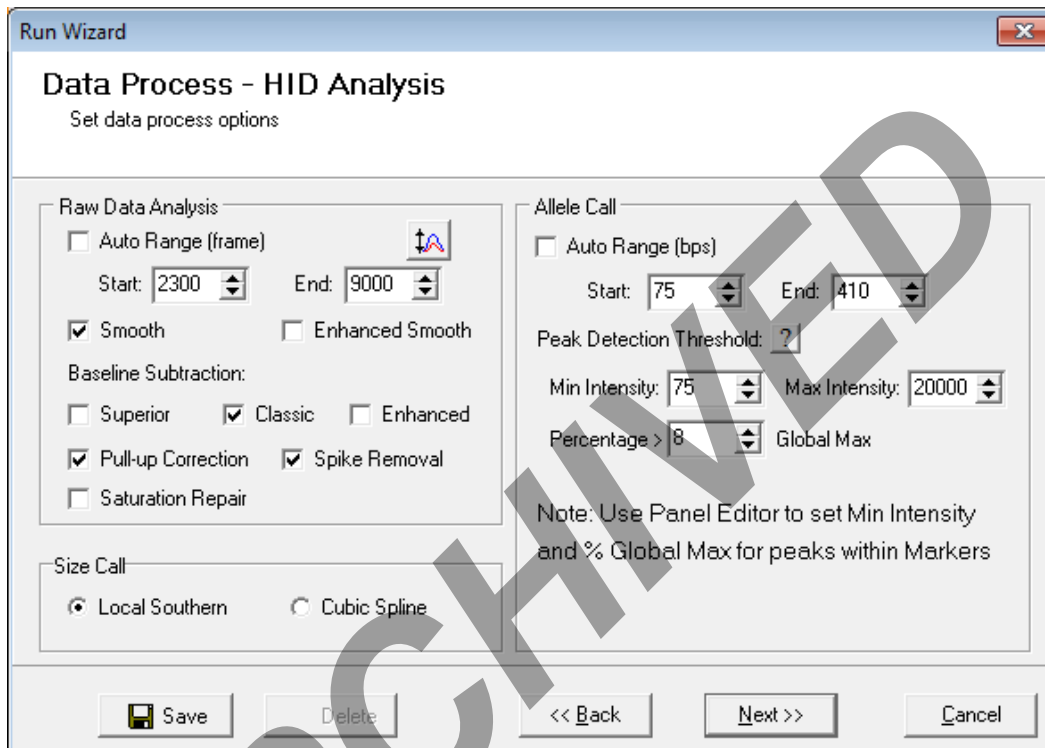 Run Wizard
Data Process - HID Analysis
Set data process options
Raw Data Analysis
Auto Range (frame)
Start: 2300 End: 9000
Smooth Enhanced Smooth
Baseline Subtraction:
Superior Classic Enhanced
Pull-up Correction Spike Removal
Saturation Repair
Size Call
Local Southern Cubic Spline
Allele Call
Auto Range (bps)
Start: 75 End: 410
Peak Detection Threshold: ?
Min Intensity: 75 Max Intensity: 20000
Percentage > 8 Global Max
Note: Use Panel Editor to set Min Intensity
and % Global Max for peaks within Markers
Save Delete << Back Next >> Cancel
ARCHIVED